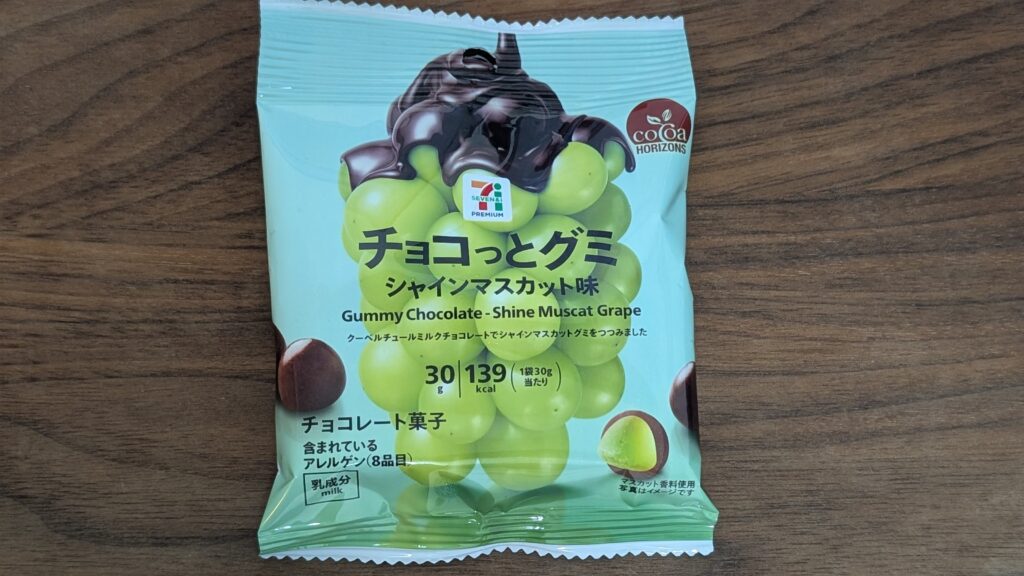 cocoa
HORIZONS
SEVEN&i
PREMIUM
チョコっとグミ
シャインマスカット味
Gummy Chocolate - Shine Muscat Grape
クーベルチュールミルクチョコレートでシャインマスカットグミをつつみました
30g 139kcal (1袋30g当たり)
チョコレート菓子
含まれている
アレルゲン(8品目)
乳成分
milk
マスカット香料使用
写真はイメージです